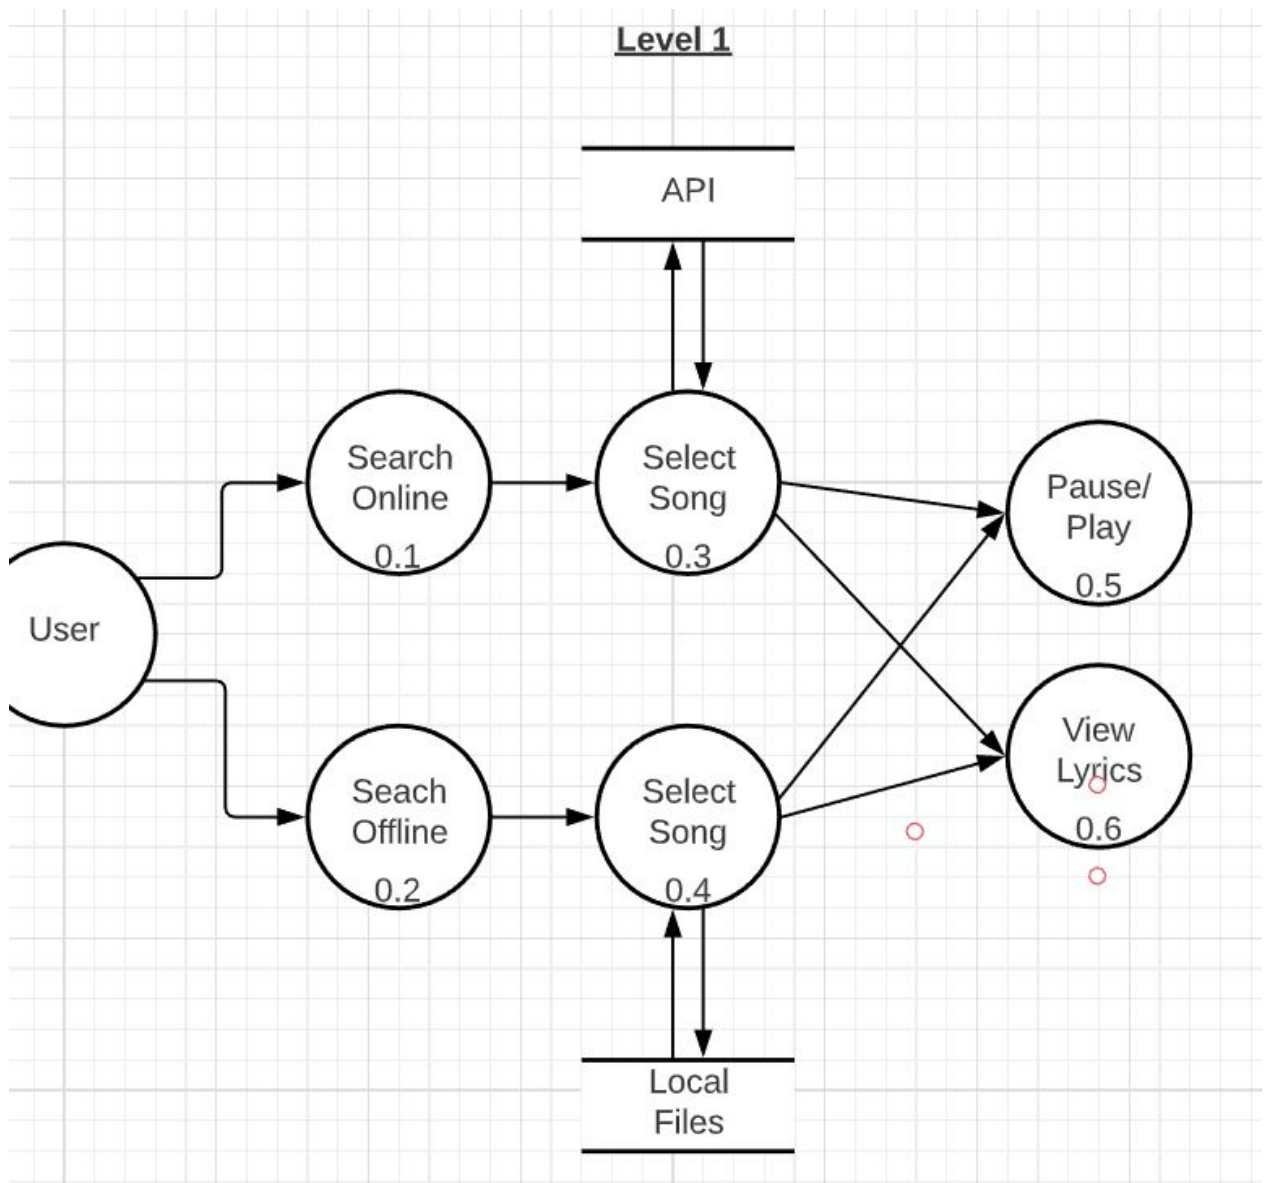 Level 1
API
Search
Online
0.1
Select
Song
0.3
Pause/
Play
0.5
User
Seach
Offline
0.2
Select
Song
0.4
View
Lyrics
0.6
Local
Files